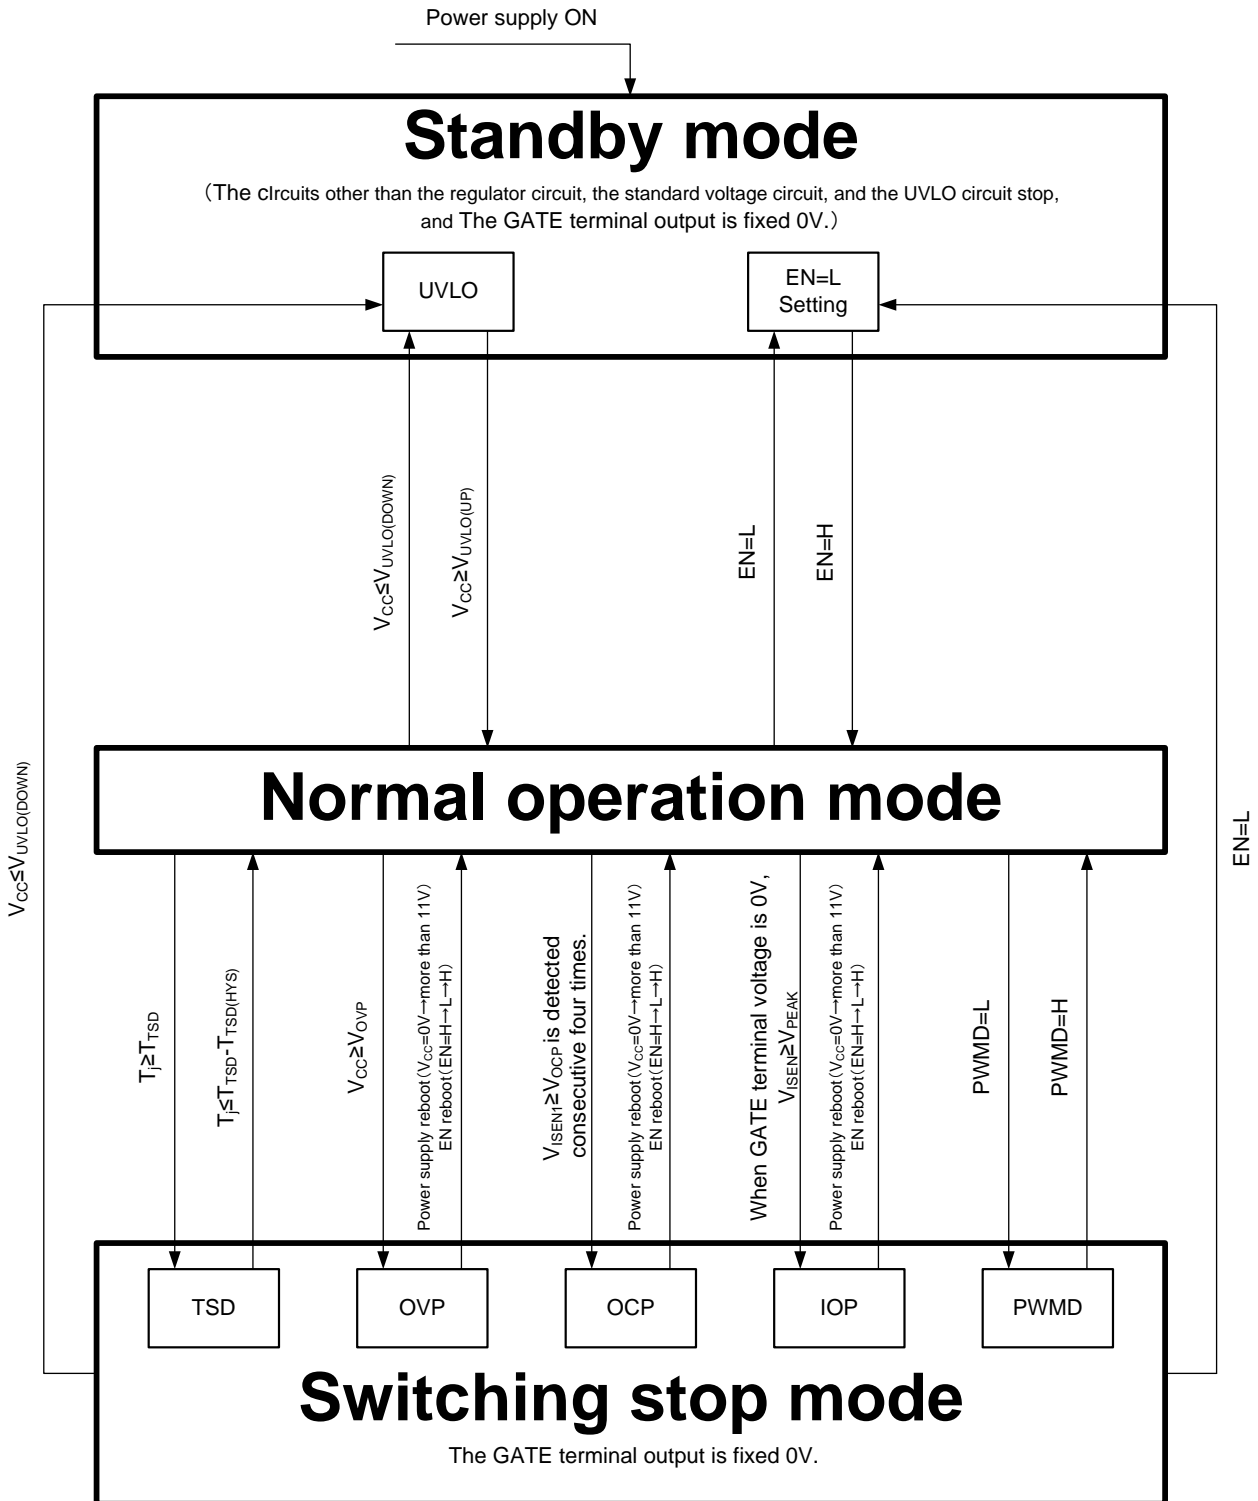 Power supply ON
Standby mode
（The cIrcuits other than the regulator circuit, the standard voltage circuit, and the UVLO circuit stop,
and The GATE terminal output is fixed 0V.）
UVLO
EN=L
Setting
VCC≤VUVLO(DOWN)
VCC≥VUVLO(UP)
EN=L
EN=H
VCC≤VUVLO(DOWN)
EN=L
Normal operation mode
Tj≥TTSD
Tj≤TTSD-TTSD(HYS)
VCC≥VOVP
Power supply reboot（VCC=0V→more than 11V）
EN reboot（EN=H→L→H）
VISEN1≥VOCP is detected
consecutive four times.
Power supply reboot（VCC=0V→more than 11V）
EN reboot（EN=H→L→H）
When GATE terminal voltage is 0V,
VISEN≥VPEAK
Power supply reboot（VCC=0V→more than 11V）
EN reboot（EN=H→L→H）
PWMD=L
PWMD=H
TSD
OVP
OCP
IOP
PWMD
Switching stop mode
The GATE terminal output is fixed 0V.